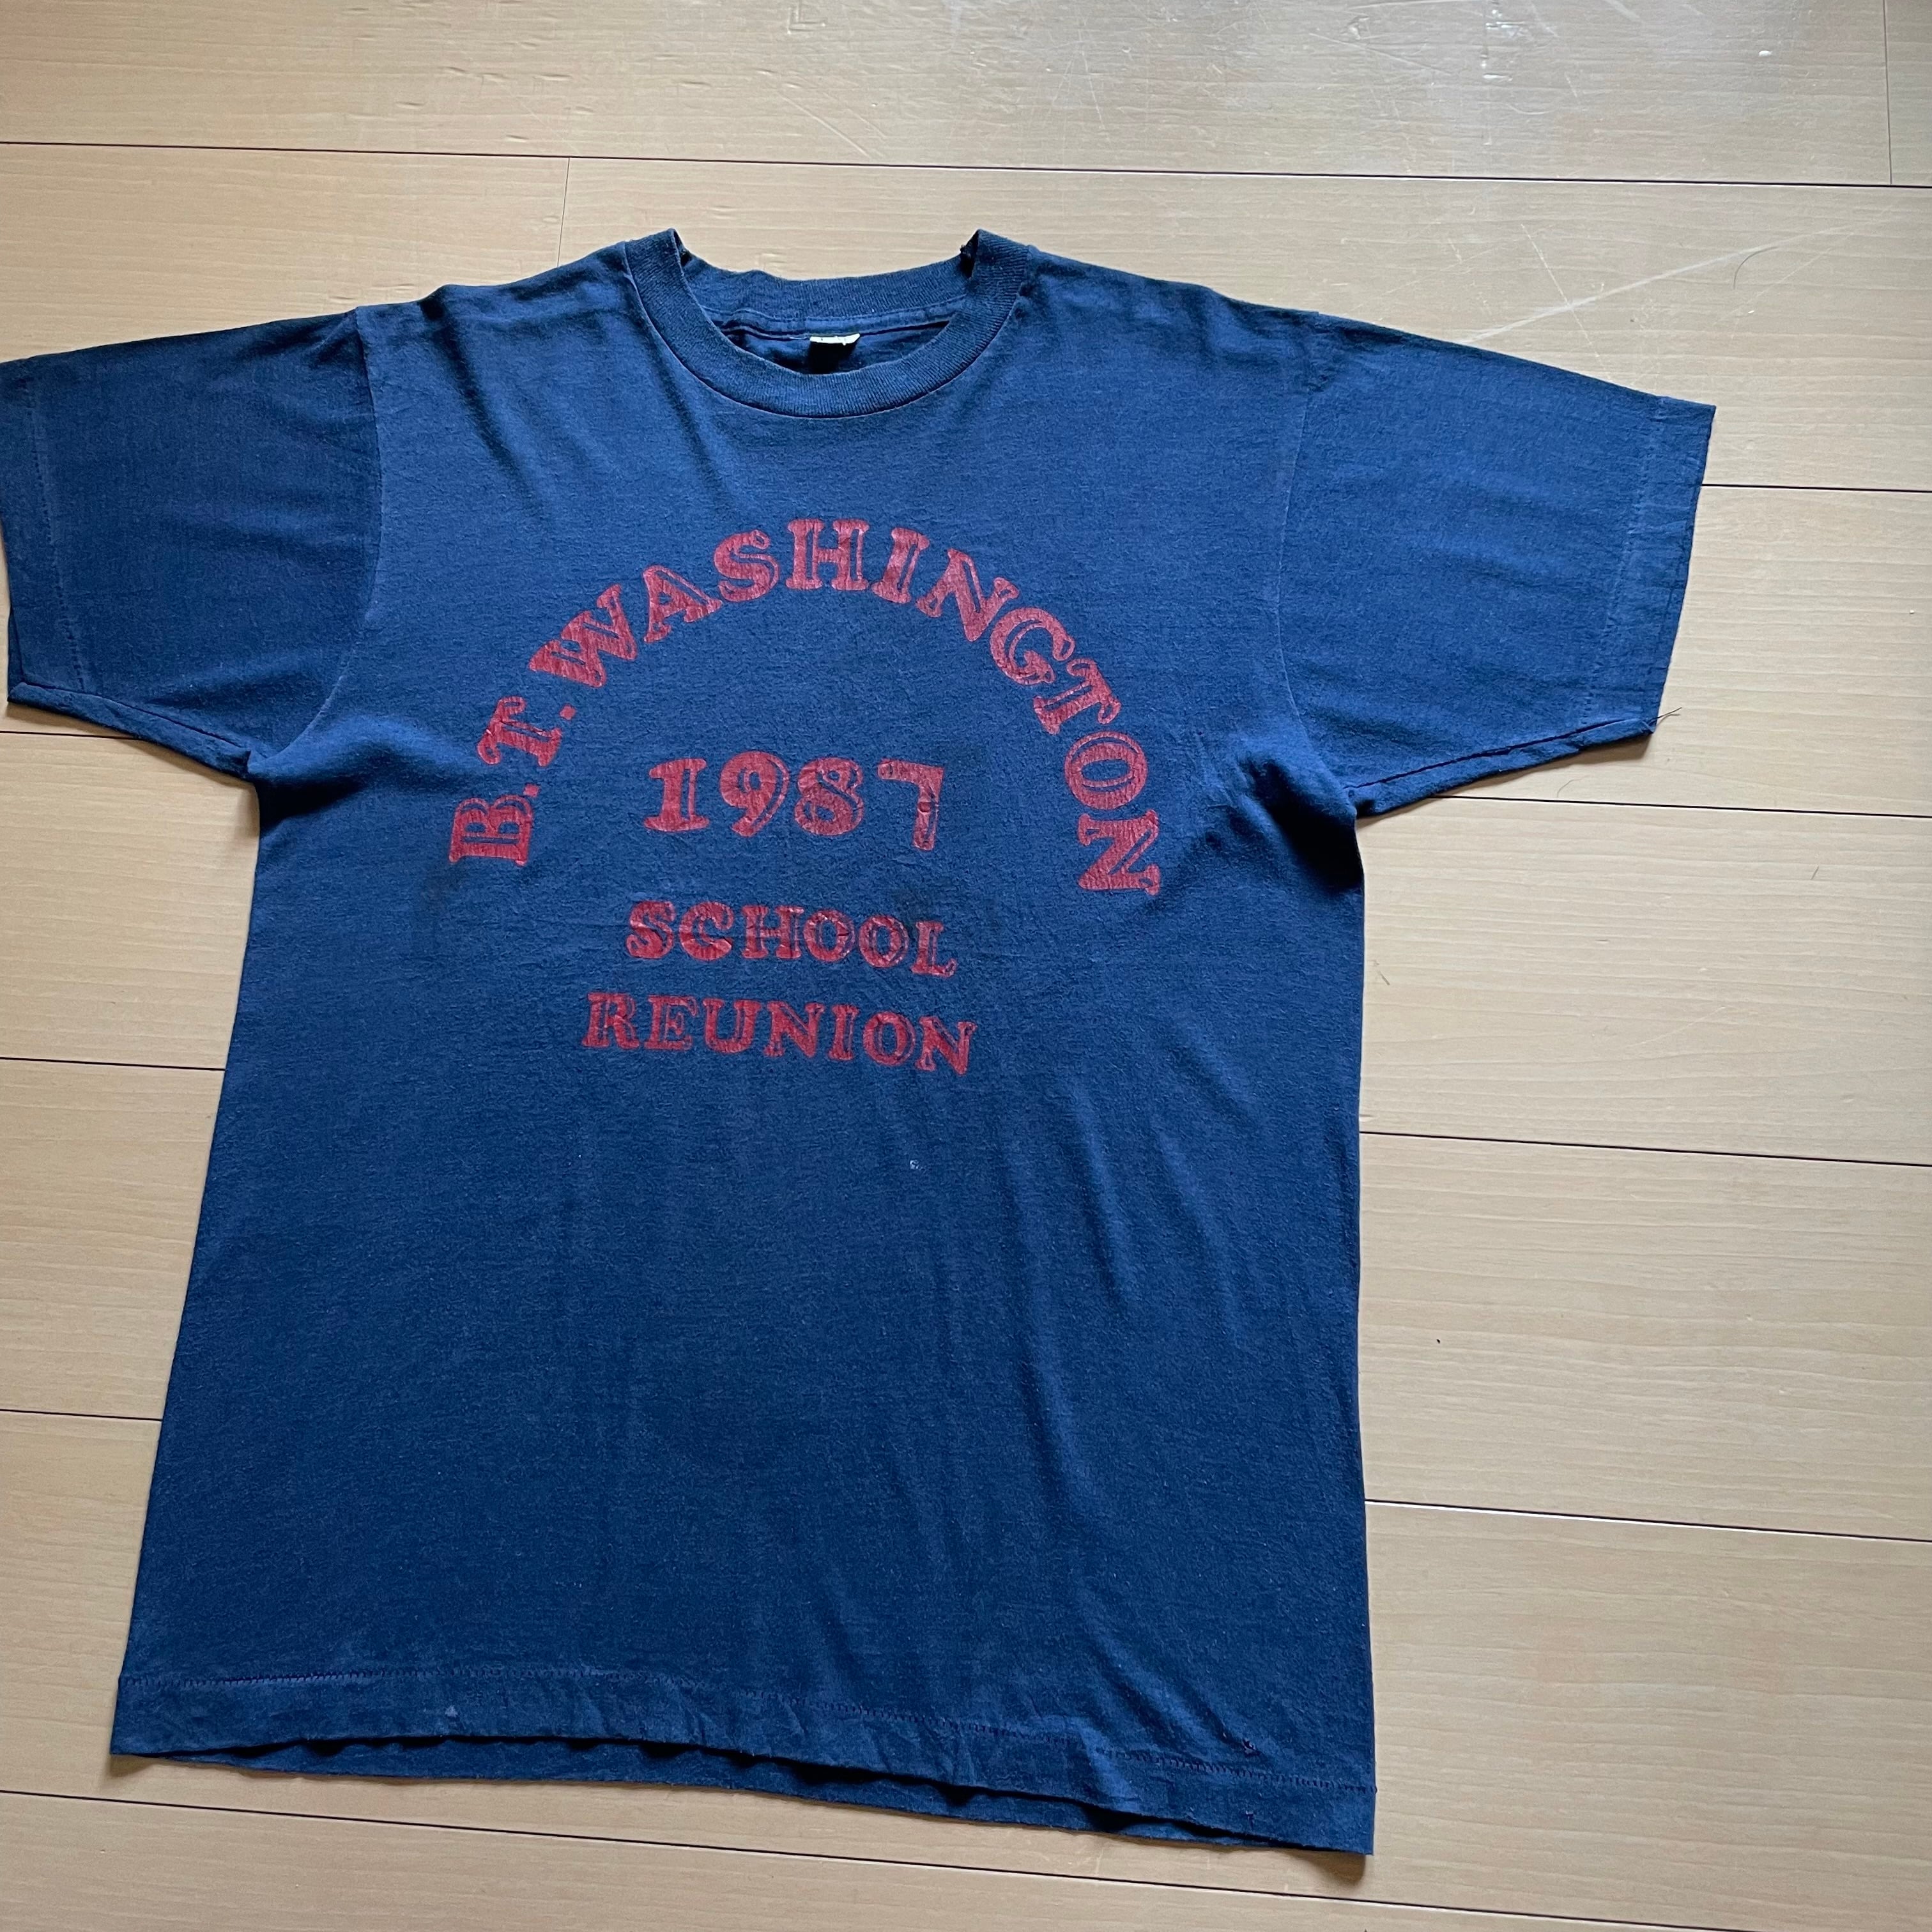 B.T.WASHINGTON
1987
SCHOOL
REUNION